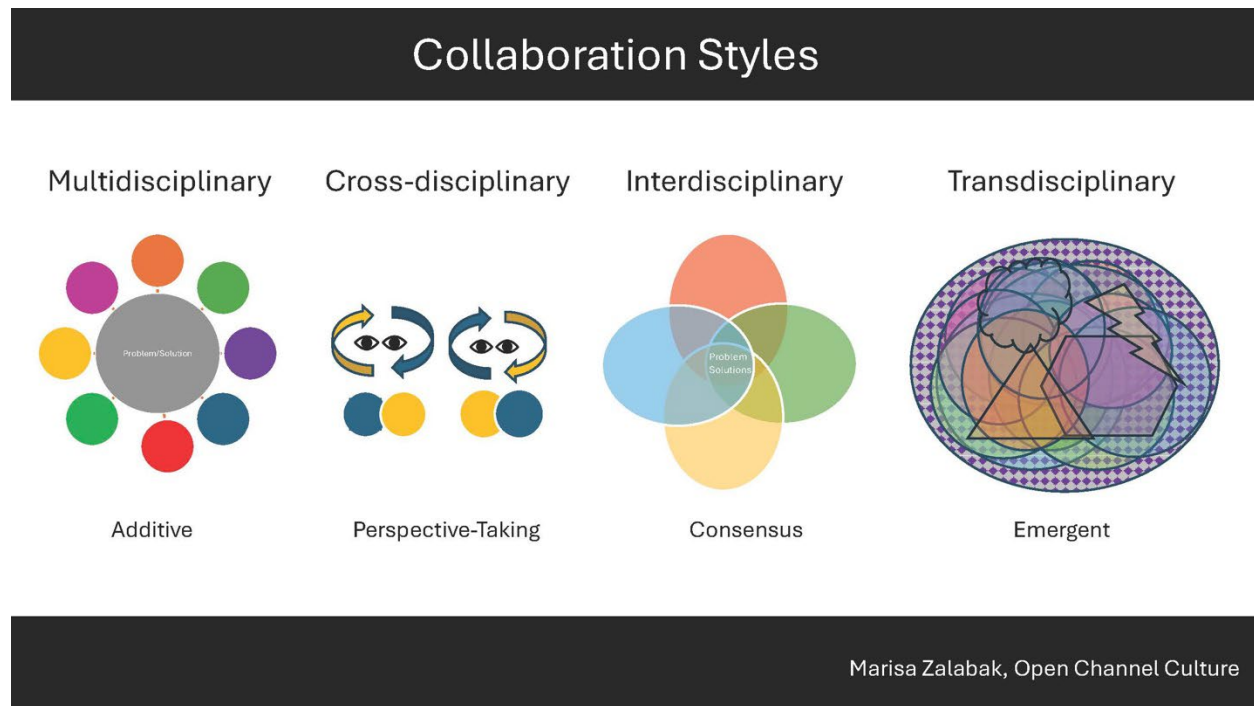 Collaboration Styles
Multidisciplinary
Cross-disciplinary
Interdisciplinary
Transdisciplinary
Problem/Solution
Problem
Solutions
Additive
Perspective-Taking
Consensus
Emergent
Marisa Zalabak, Open Channel Culture